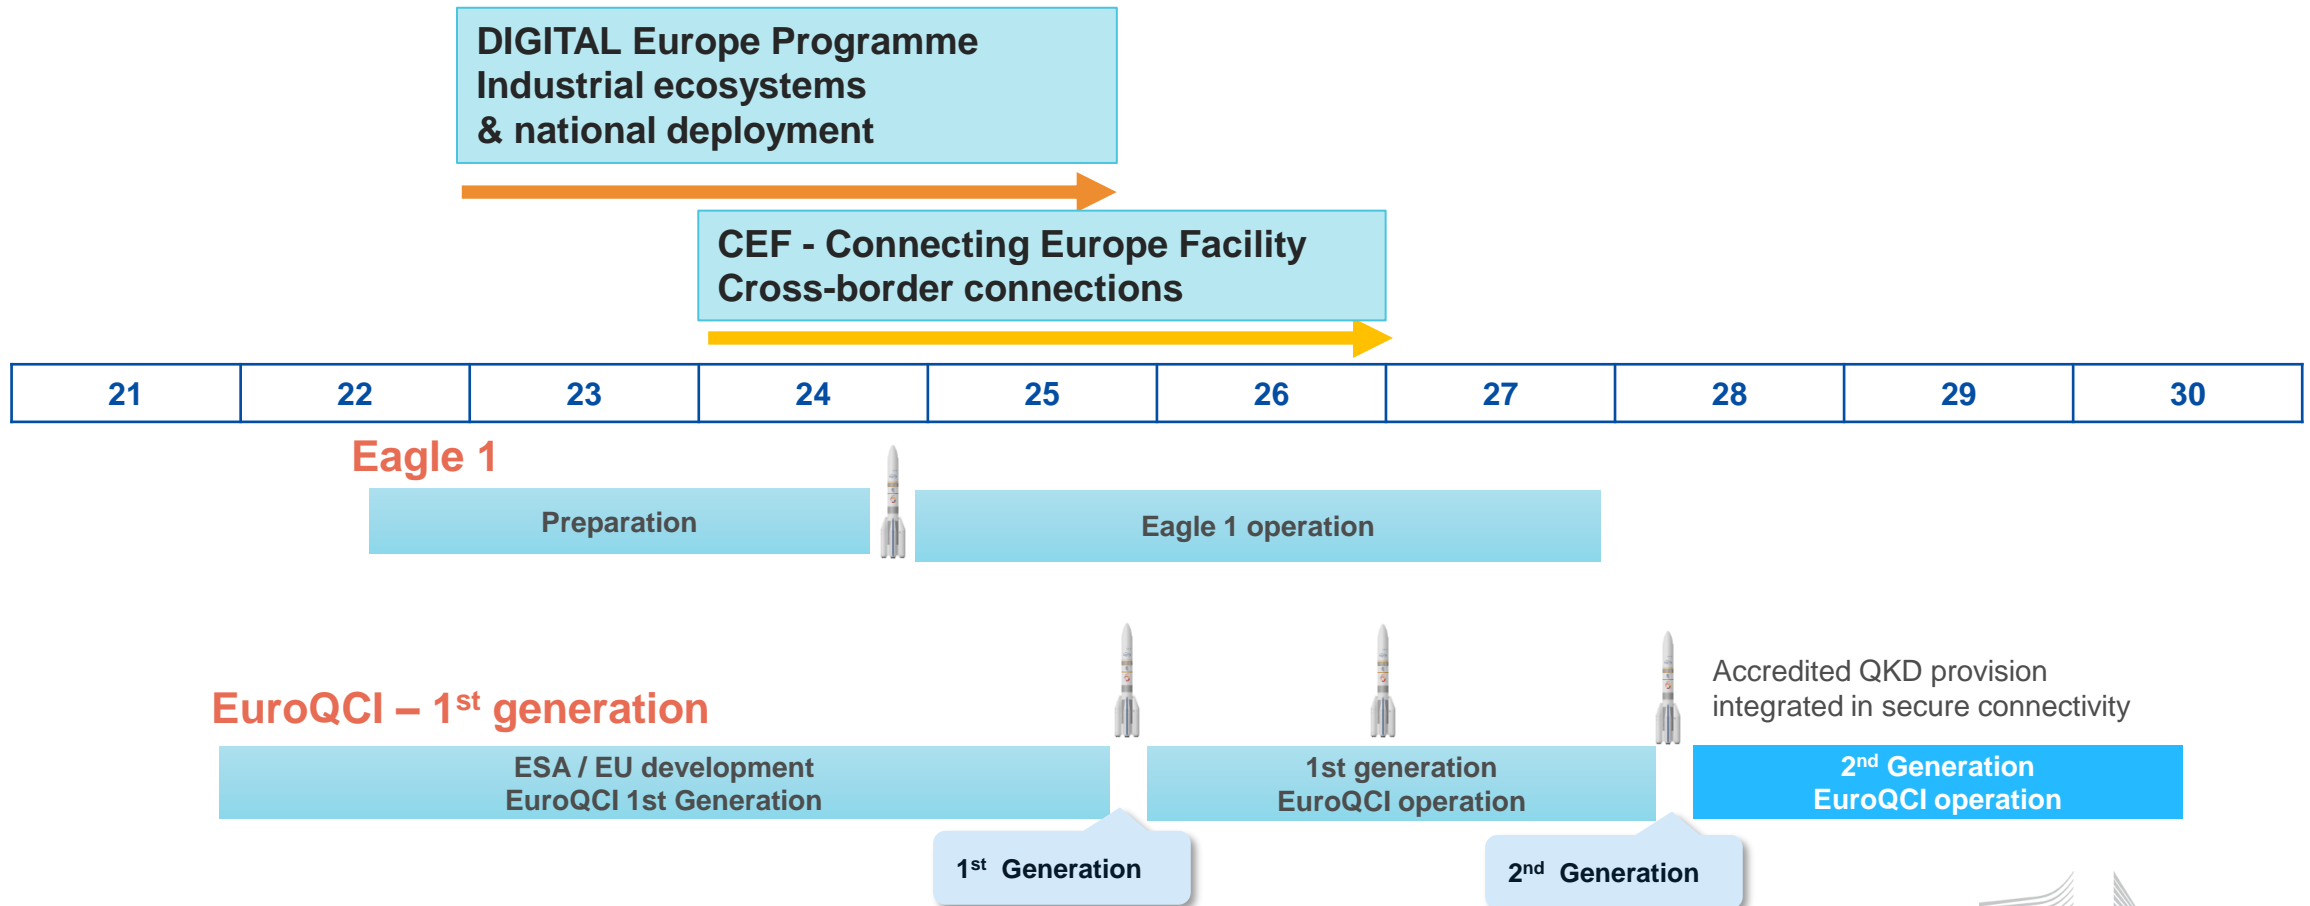 DIGITAL Europe Programme
Industrial ecosystems
& national deployment
CEF - Connecting Europe Facility
Cross-border connections
21 22 23 24 25 26 27 28 29 30
Eagle 1
Preparation
Eagle 1 operation
Accredited QKD provision
integrated in secure connectivity
EuroQCI – 1st generation
ESA / EU development
EuroQCI 1st Generation
1st generation
EuroQCI operation
2nd Generation
EuroQCI operation
1st Generation
2nd Generation